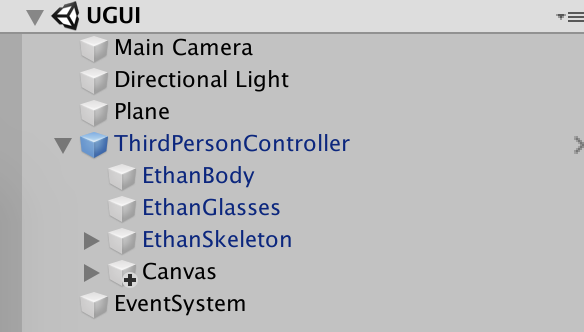 UGUI
Main Camera
Directional Light
Plane
ThirdPersonController
EthanBody
EthanGlasses
EthanSkeleton
Canvas
EventSystem